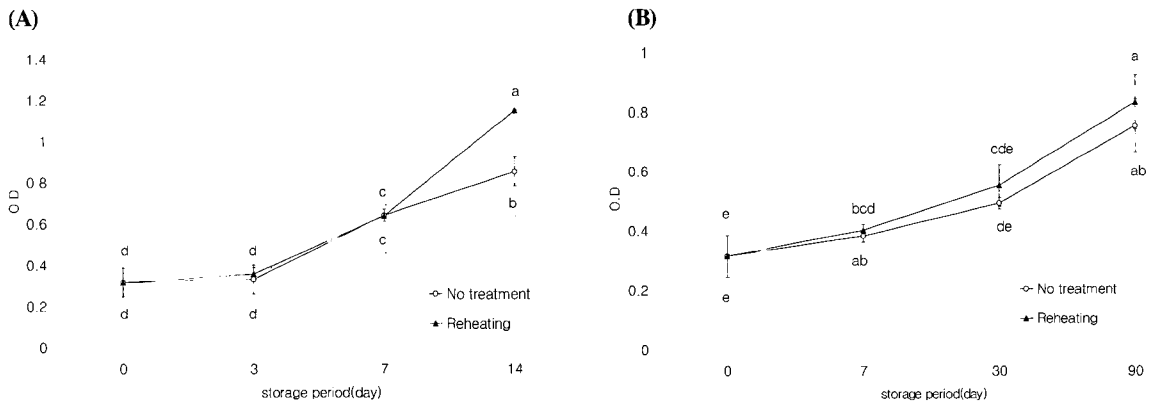 (A)
1.4
1.2
1
0.8
0.6
0.4
0.2
0
O.D
a
b
c
c
d
d
d
d
No treatment
Reheating
0 3 7 14
storage period(day)
(B)
1
0.8
0.6
0.4
0.2
0
O.D
a
ab
cde
de
bcd
ab
e
e
No treatment
Reheating
0 7 30 90
storage period(day)